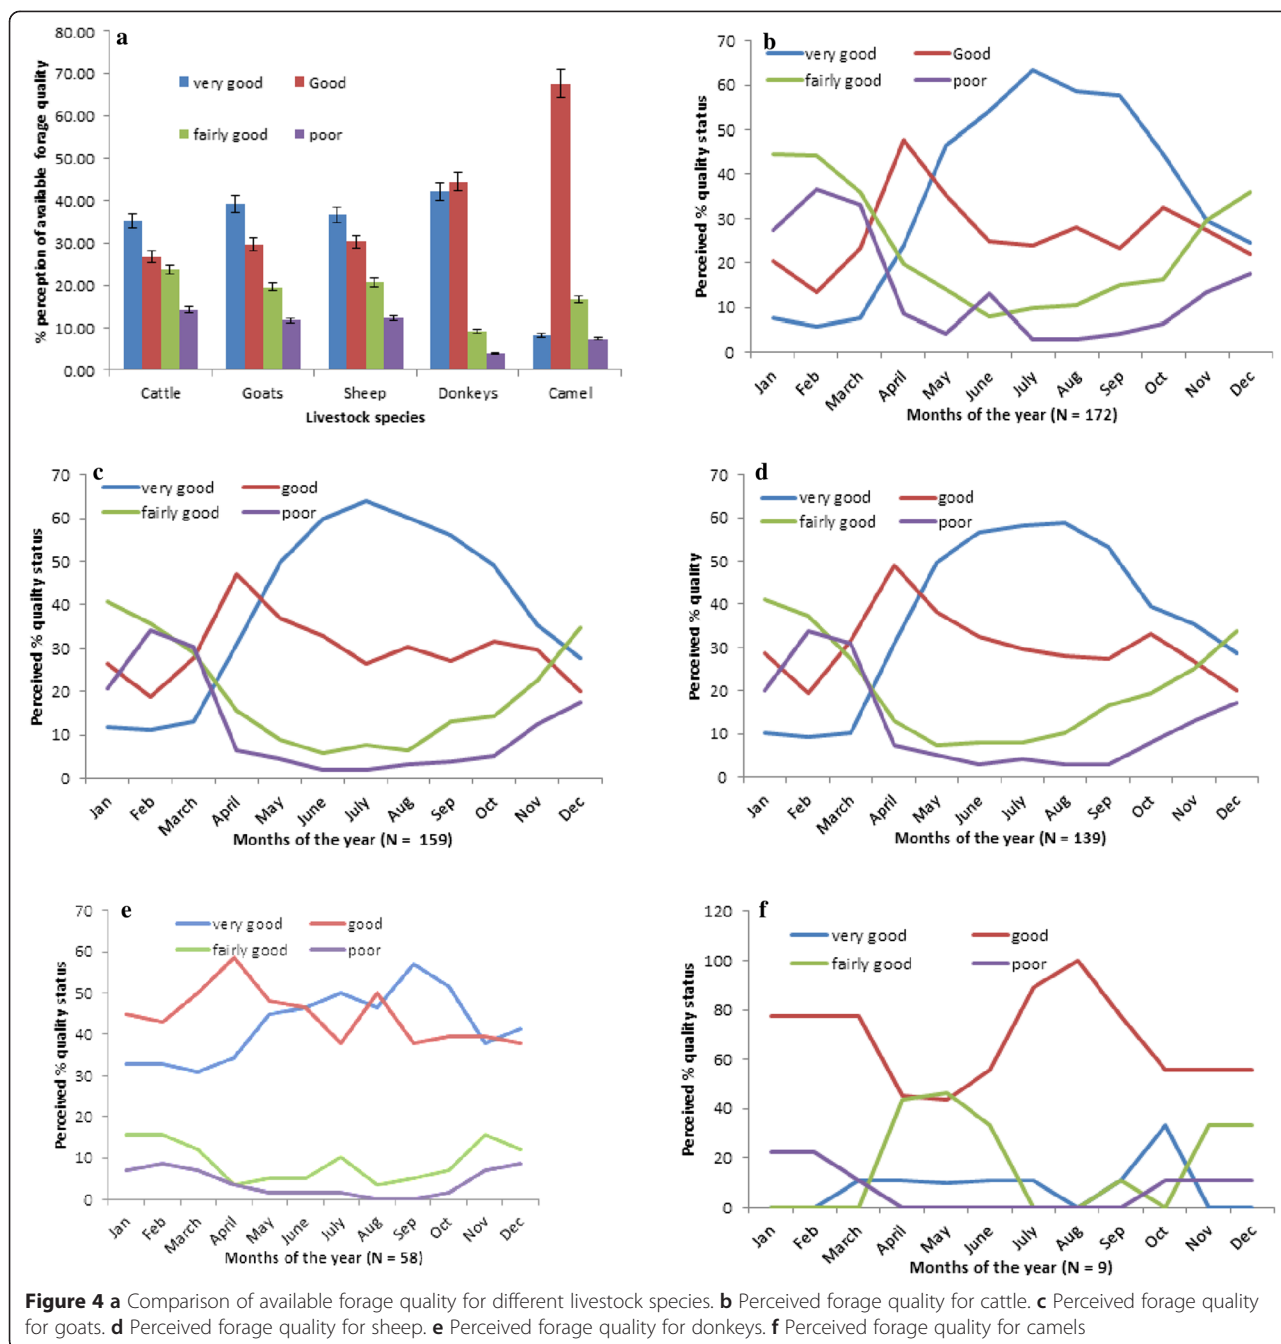 a
80.00
70.00
60.00
50.00
40.00
30.00
20.00
10.00
0.00
% perception of available forage quality
very good Good
fairly good poor
Cattle Goats Sheep Donkeys Camel
Livestock species
b
70
60
50
40
30
20
10
0
Perceived % quality status
very good Good
fairly good poor
Jan Feb March April May June July Aug Sep Oct Nov Dec
Months of the year (N = 172)
c
70
60
50
40
30
20
10
0
Perceived % quaility status
very good good
fairly good poor
Jan Feb March April May June July Aug Sep Oct Nov Dec
Months of the year (N = 159)
d
70
60
50
40
30
20
10
0
Perceived % quality
very good good
fairly good poor
Jan Feb March April May June July Aug Sep Oct Nov Dec
Months of the year (N = 139)
e
70
60
50
40
30
20
10
0
Perceived % quality status
very good good
fairly good poor
Jan Feb March April May June July Aug Sep Oct Nov Dec
Months of the year (N = 58)
f
120
100
80
60
40
20
0
Perceived % quality status
very good good
fairly good poor
Jan Feb March April May June July Aug Sep Oct Nov Dec
Months of the year (N = 9)
Figure 4 a Comparison of available forage quality for different livestock species. b Perceived forage quality for cattle. c Perceived forage quality
for goats. d Perceived forage quality for sheep. e Perceived forage quality for donkeys. f Perceived forage quality for camels